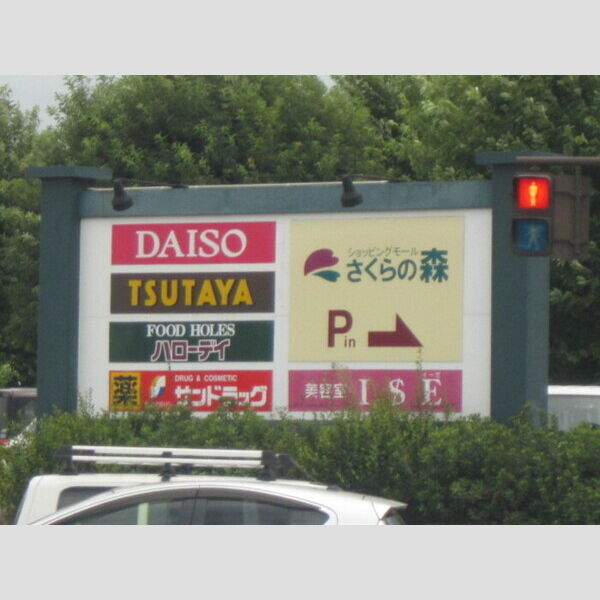 DAISO
TSUTAYA
FOOD HOLES
ハローデイ
薬
DRUG & COSMETIC
サンドラッグ
ショッピングモール
さくらの森
P in
美容室
I$E